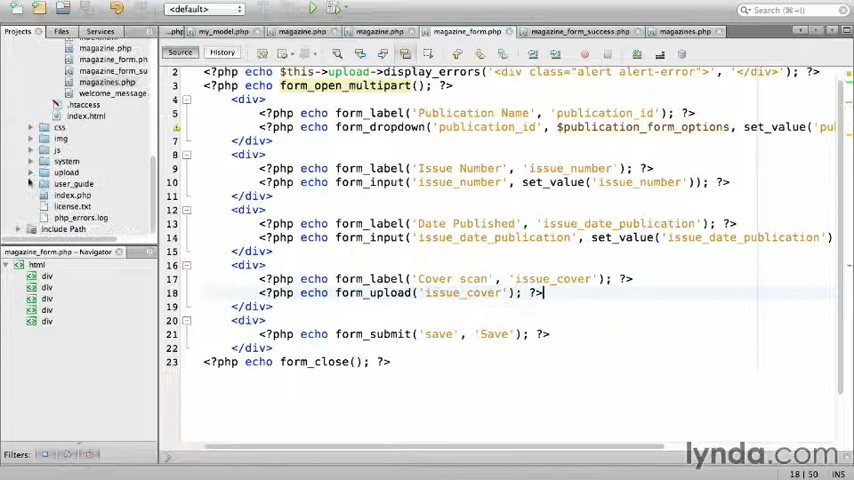 <default>
Search (⌘+I)
Projects
Files
Services
...php
my_model.php
magazine.php
magazine.php
magazine_form.php
magazine_form_success.php
magazines.php
Source
History
magazine.php
magazine_form.ph
magazine_form_su
magazines.php
welcome_message
.htaccess
index.html
css
img
js
system
upload
user_guide
index.php
license.txt
php_errors.log
Include Path
magazine_form.php - Navigator
html
div
div
div
div
div
Filters:
2 <?php echo $this->upload->display_errors('<div class="alert alert-error">', '</div>'); ?>
3 <?php echo form_open_multipart(); ?>
4 <div>
5 <?php echo form_label('Publication Name', 'publication_id'); ?>
<?php echo form_dropdown('publication_id', $publication_form_options, set_value('pu
7 </div>
8 <div>
9 <?php echo form_label('Issue Number', 'issue_number'); ?>
10 <?php echo form_input('issue_number', set_value('issue_number')); ?>
11 </div>
12 <div>
13 <?php echo form_label('Date Published', 'issue_date_publication'); ?>
14 <?php echo form_input('issue_date_publication', set_value('issue_date_publication')
15 </div>
16 <div>
17 <?php echo form_label('Cover scan', 'issue_cover'); ?>
18 <?php echo form_upload('issue_cover'); ?>
19 </div>
20 <div>
21 <?php echo form_submit('save', 'Save'); ?>
22 </div>
23 <?php echo form_close(); ?>
lynda.com
18 | 50
INS